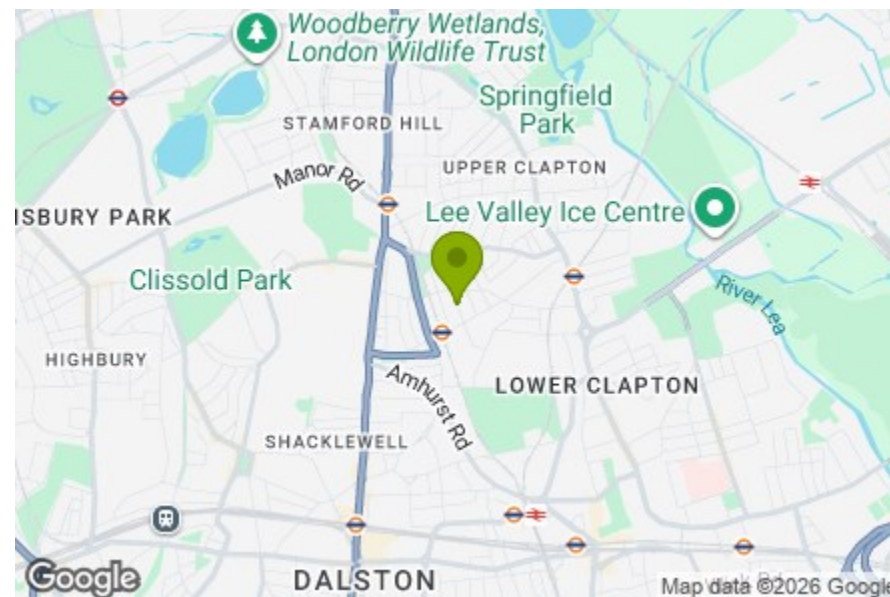 Woodberry Wetlands,
London Wildlife Trust
Springfield
Park
STAMFORD HILL
UPPER CLAPTON
Manor Rd
ISBURY PARK
Lee Valley Ice Centre
Clissold Park
River Lea
HIGHBURY
LOWER CLAPTON
Amhurst Rd
SHACKLEWELL
DALSTON
Google
Map data ©2026 Google